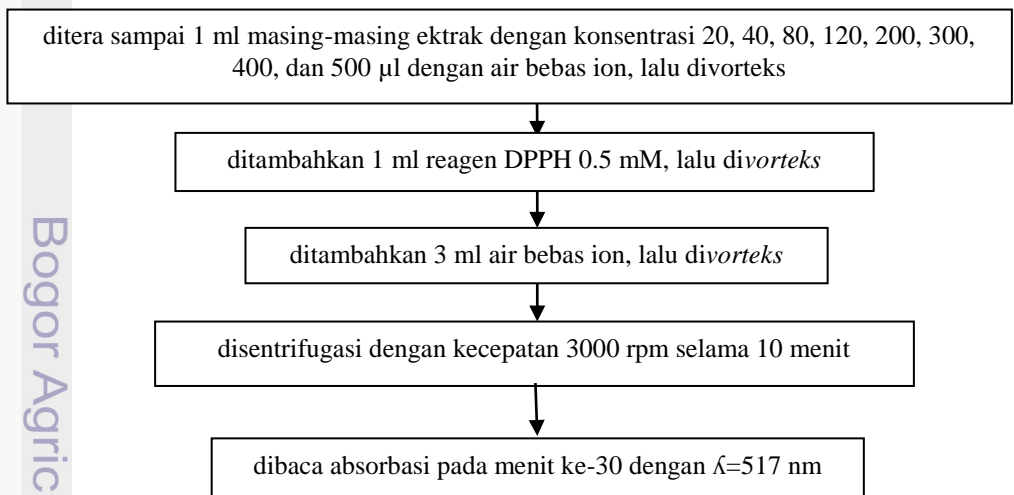 ditera sampai 1 ml masing-masing ektrak dengan konsentrasi 20, 40, 80, 120, 200, 300,
400, dan 500 µl dengan air bebas ion, lalu divorteks
ditambahkan 1 ml reagen DPPH 0.5 mM, lalu divorteks
ditambahkan 3 ml air bebas ion, lalu divorteks
disentrifugasi dengan kecepatan 3000 rpm selama 10 menit
dibaca absorbasi pada menit ke-30 dengan ʎ=517 nm
Bogor Agric